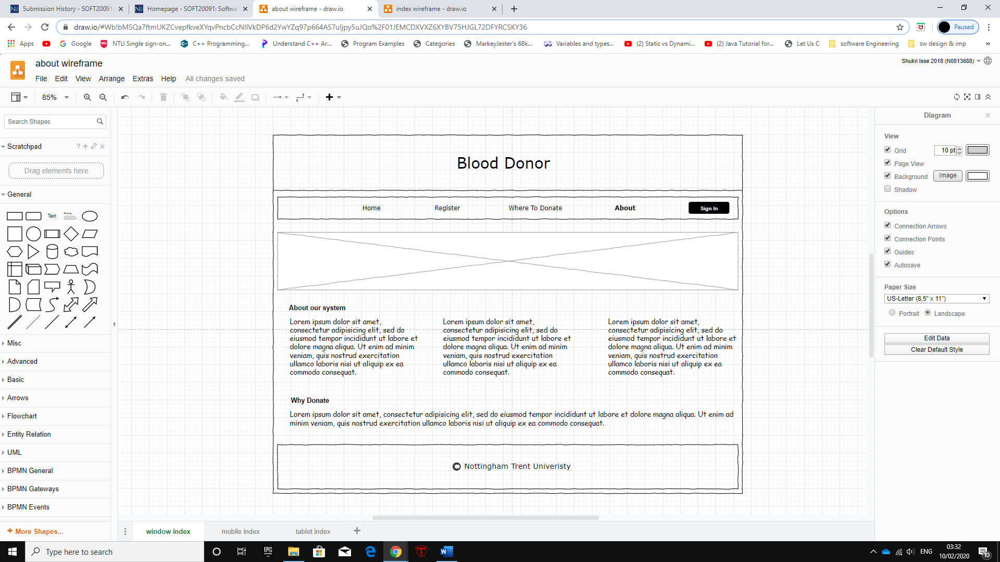 Submission History - SOFT20091
Homepage - SOFT20091: Softwa
about wireframe - draw.io
index wireframe - draw.io
draw.io/#Wb!bMSQa7ftmUKZCvepfkveXYqvPncbCcNIIVkDP6d2YwYZq97p664AS7uljpy5uJQo%2F01JEMCDXVXZ6XYBV75HJGL72DFYRCSKY36
Paused
Apps
Google
NTU Single sign-on...
C++ Programming...
Understand C++ Ar...
Program Examples
Categories
MarkeyJester's 68k...
Variables and types...
(2) Static vs Dynami...
(2) Java Tutorial for...
Let Us C
software Engineering
sw design & imp
about wireframe
Shukri Isse 2018 (N0813688)
File Edit View Arrange Extras Help All changes saved
85%
Search Shapes
Scratchpad
Drag elements here
General
Text
Heading
Misc
Advanced
Basic
Arrows
Flowchart
Entity Relation
UML
BPMN General
BPMN Gateways
BPMN Events
+ More Shapes...
Blood Donor
Home Register Where To Donate About Sign In
About our system
Lorem ipsum dolor sit amet,
consectetur adipisicing elit, sed do
eiusmod tempor incididunt ut labore et
dolore magna aliqua. Ut enim ad minim
veniam, quis nostrud exercitation
ullamco laboris nisi ut aliquip ex ea
commodo consequat.
Lorem ipsum dolor sit amet,
consectetur adipisicing elit, sed do
eiusmod tempor incididunt ut labore et
dolore magna aliqua. Ut enim ad minim
veniam, quis nostrud exercitation
ullamco laboris nisi ut aliquip ex ea
commodo consequat.
Lorem ipsum dolor sit amet,
consectetur adipisicing elit, sed do
eiusmod tempor incididunt ut labore et
dolore magna aliqua. Ut enim ad minim
veniam, quis nostrud exercitation
ullamco laboris nisi ut aliquip ex ea
commodo consequat.
Why Donate
Lorem ipsum dolor sit amet, consectetur adipisicing elit, sed do eiusmod tempor incididunt ut labore et dolore magna aliqua. Ut enim ad
minim veniam, quis nostrud exercitation ullamco laboris nisi ut aliquip ex ea commodo consequat.
© Nottingham Trent Univeristy
window index
mobile index
tablet index
Diagram
View
Grid 10 pt
Page View
Background Image
Shadow
Options
Connection Arrows
Connection Points
Guides
Autosave
Paper Size
US-Letter (8,5" x 11")
Portrait Landscape
Edit Data
Clear Default Style
Type here to search
EPIC GAMES
ENG
03:32
10/02/2020
10